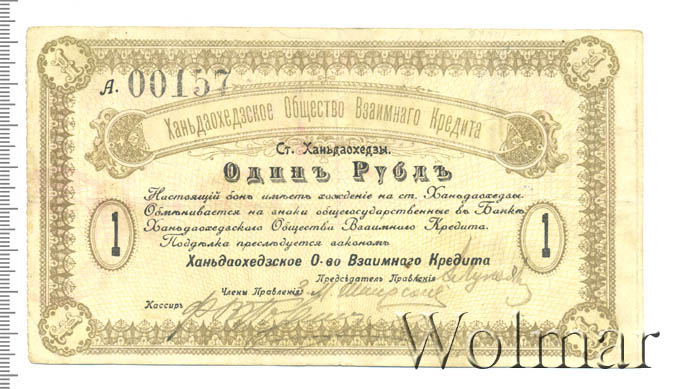 А. 00157
Ханьдаохедзское Общество Взаимнаго Кредита
Ст. Ханьдаохедзы.
Одинъ Рубль
Настоящій бонъ имѣетъ хожденіе на ст. Ханьдаохедзы.
Обмѣнивается на знаки общегосударственные въ Банкѣ
Ханьдаохедзскаго Общества Взаимнаго Кредита.
Поддѣлка преслѣдуется закономъ
1
1
Ханьдаохедзское О-во Взаимнаго Кредита
Предсѣдатель Правленія
Члены Правленія
Кассиръ
Wolmar